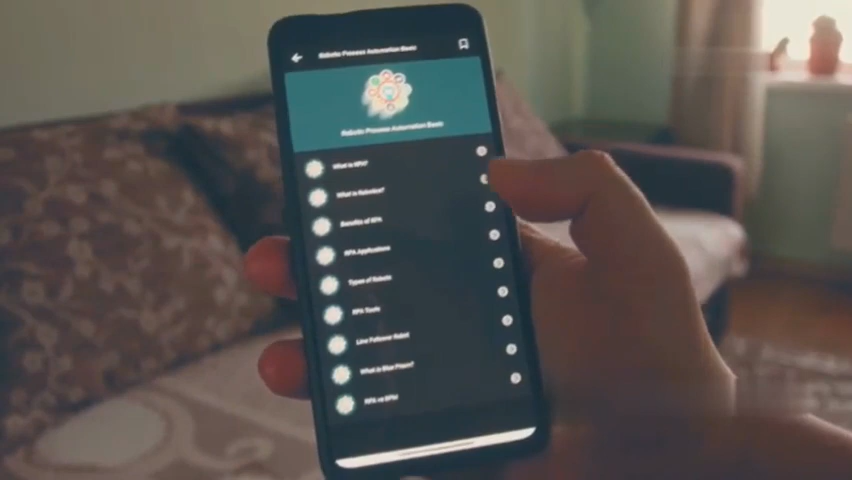 Robotic Process Automation Basic
Robotic Process Automation Basic
What is RPA?
What is Robotics?
Benefits of RPA
RPA Applications
Types of Robots
RPA Tools
Line Follower Robot
What is Blue Prism?
RPA vs BPM